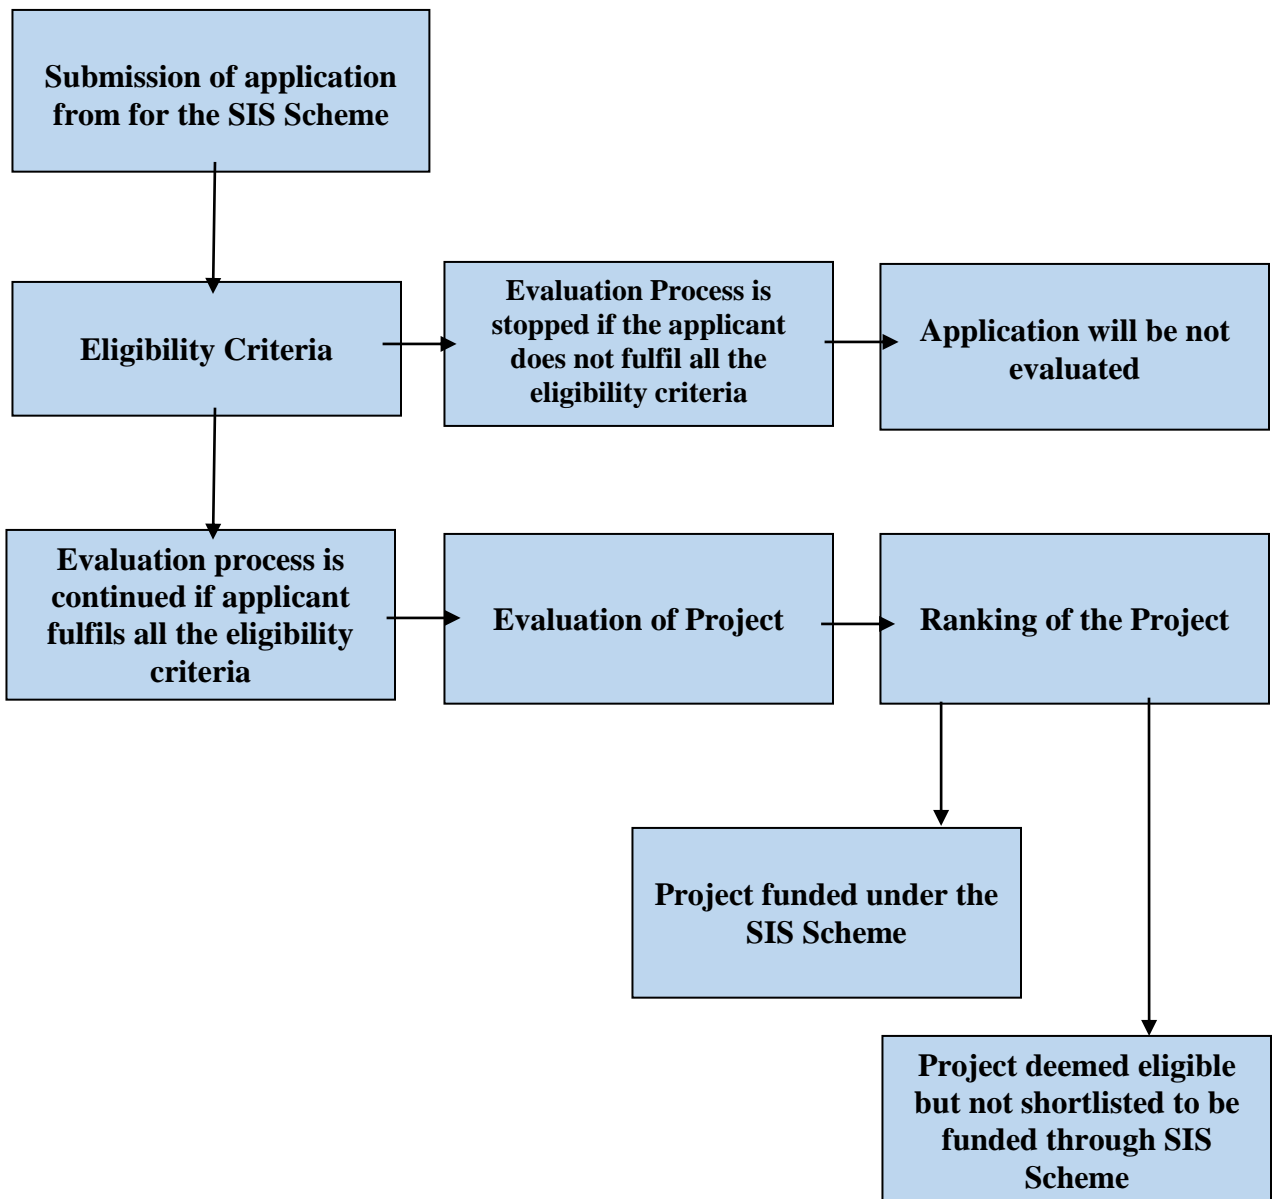 Submission of application
from for the SIS Scheme
Eligibility Criteria
Evaluation Process is
stopped if the applicant
does not fulfil all the
eligibility criteria
Application will be not
evaluated
Evaluation process is
continued if applicant
fulfils all the eligibility
criteria
Evaluation of Project
Ranking of the Project
Project funded under the
SIS Scheme
Project deemed eligible
but not shortlisted to be
funded through SIS
Scheme